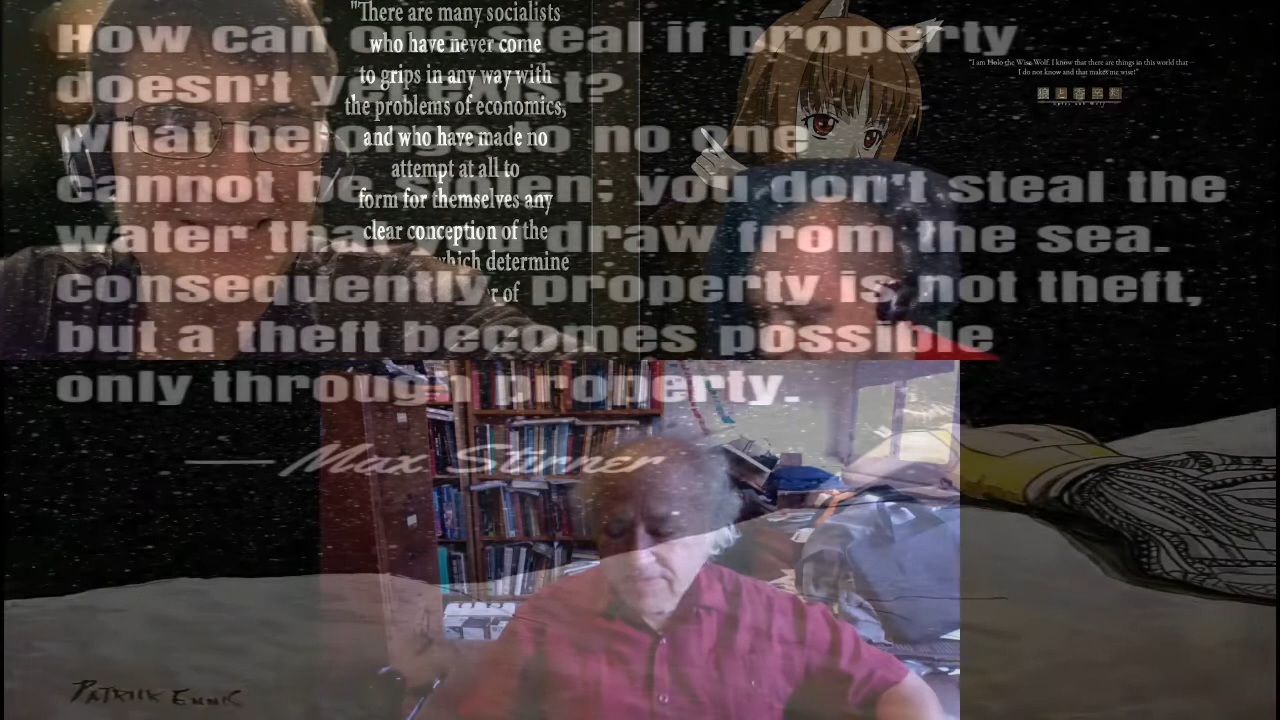 "There are many socialists
who have never come
to grips in any way with
the problems of economics,
and who have made no
attempt at all to
form for themselves any
clear conception of the
which determine
r of
How can one steal if property
doesn't yet exist?
What belongs to no one
cannot be stolen; you don't steal the
water that draw from the sea.
Consequently, property is not theft,
but a theft becomes possible
only through property.
— Max Stirner
"I am Holo the Wise Wolf. I know that there are things in this world that
I do not know and that makes me wise!"
PATRIIK ENNIC